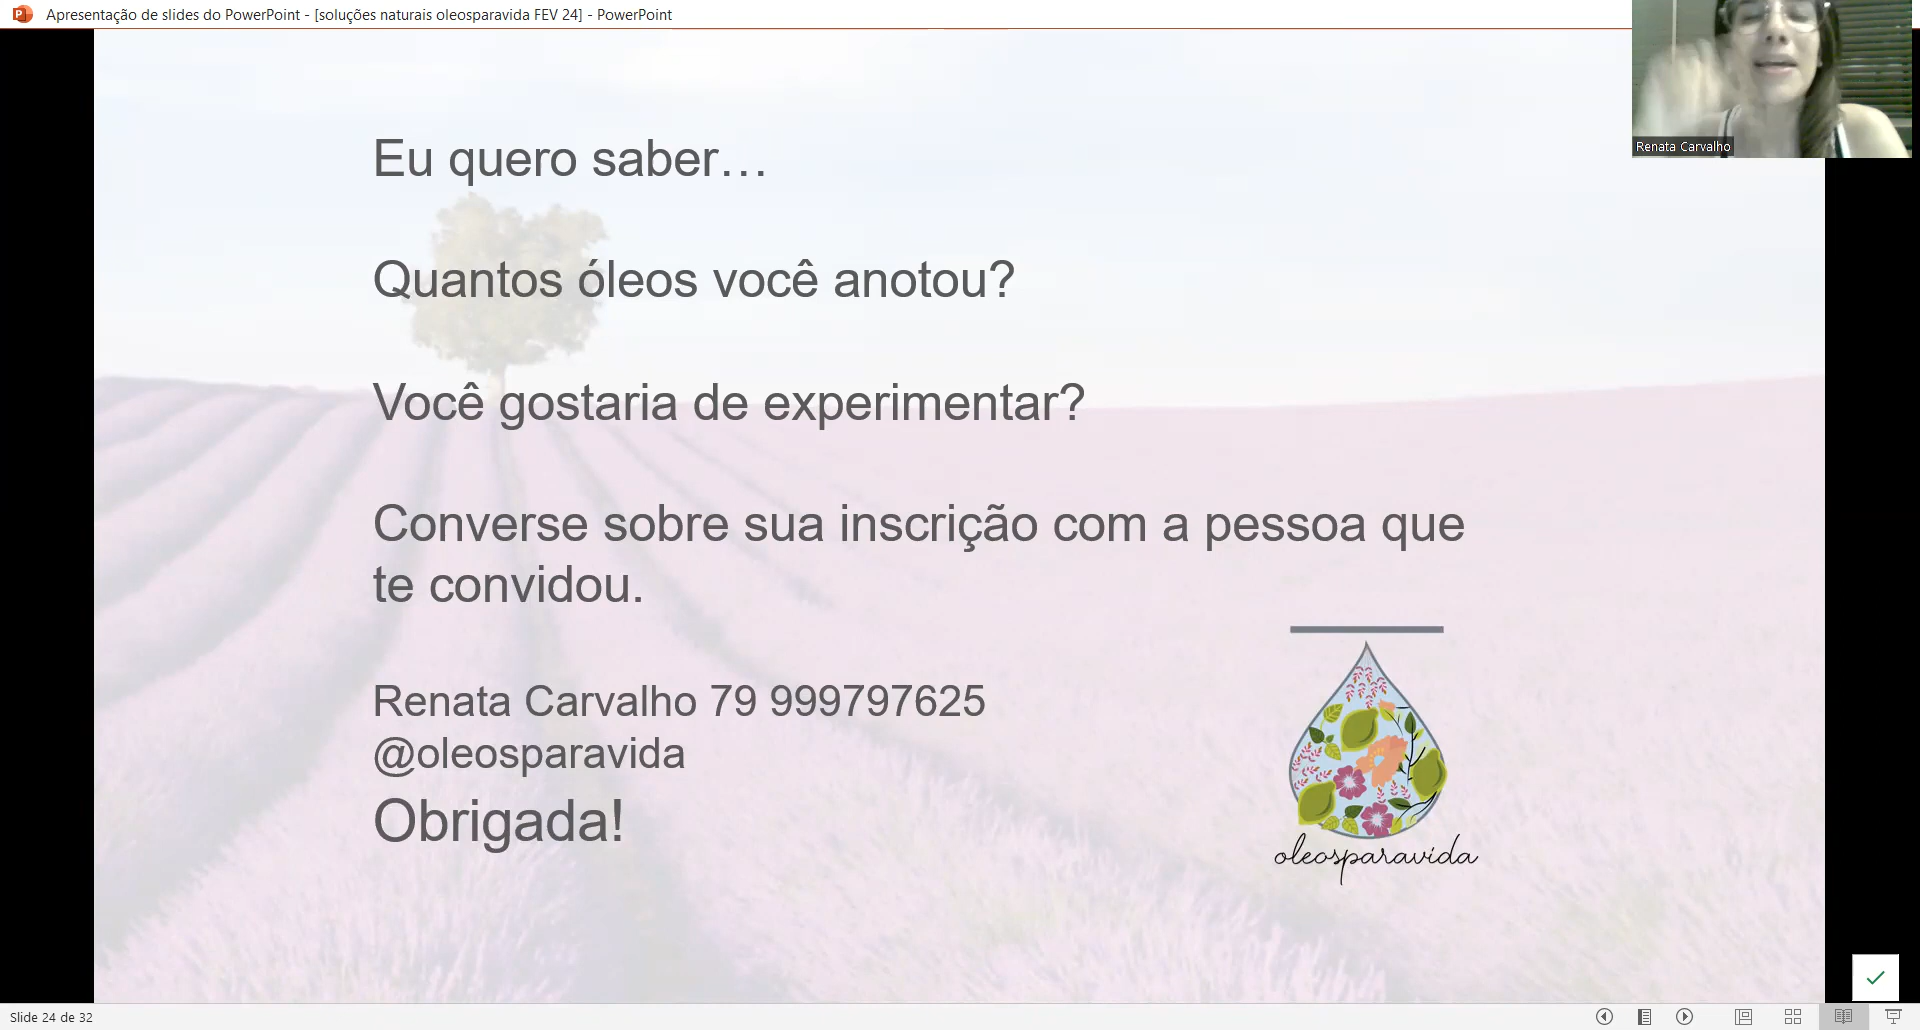 Apresentação de slides do PowerPoint - [soluções naturais oleosparavida FEV 24] - PowerPoint
Renata Carvalho
Eu quero saber...
Quantos óleos você anotou?
Você gostaria de experimentar?
Converse sobre sua inscrição com a pessoa que
te convidou.
Renata Carvalho 79 999797625
@oleosparavida
Obrigada!
oleosparavida
Slide 24 de 32